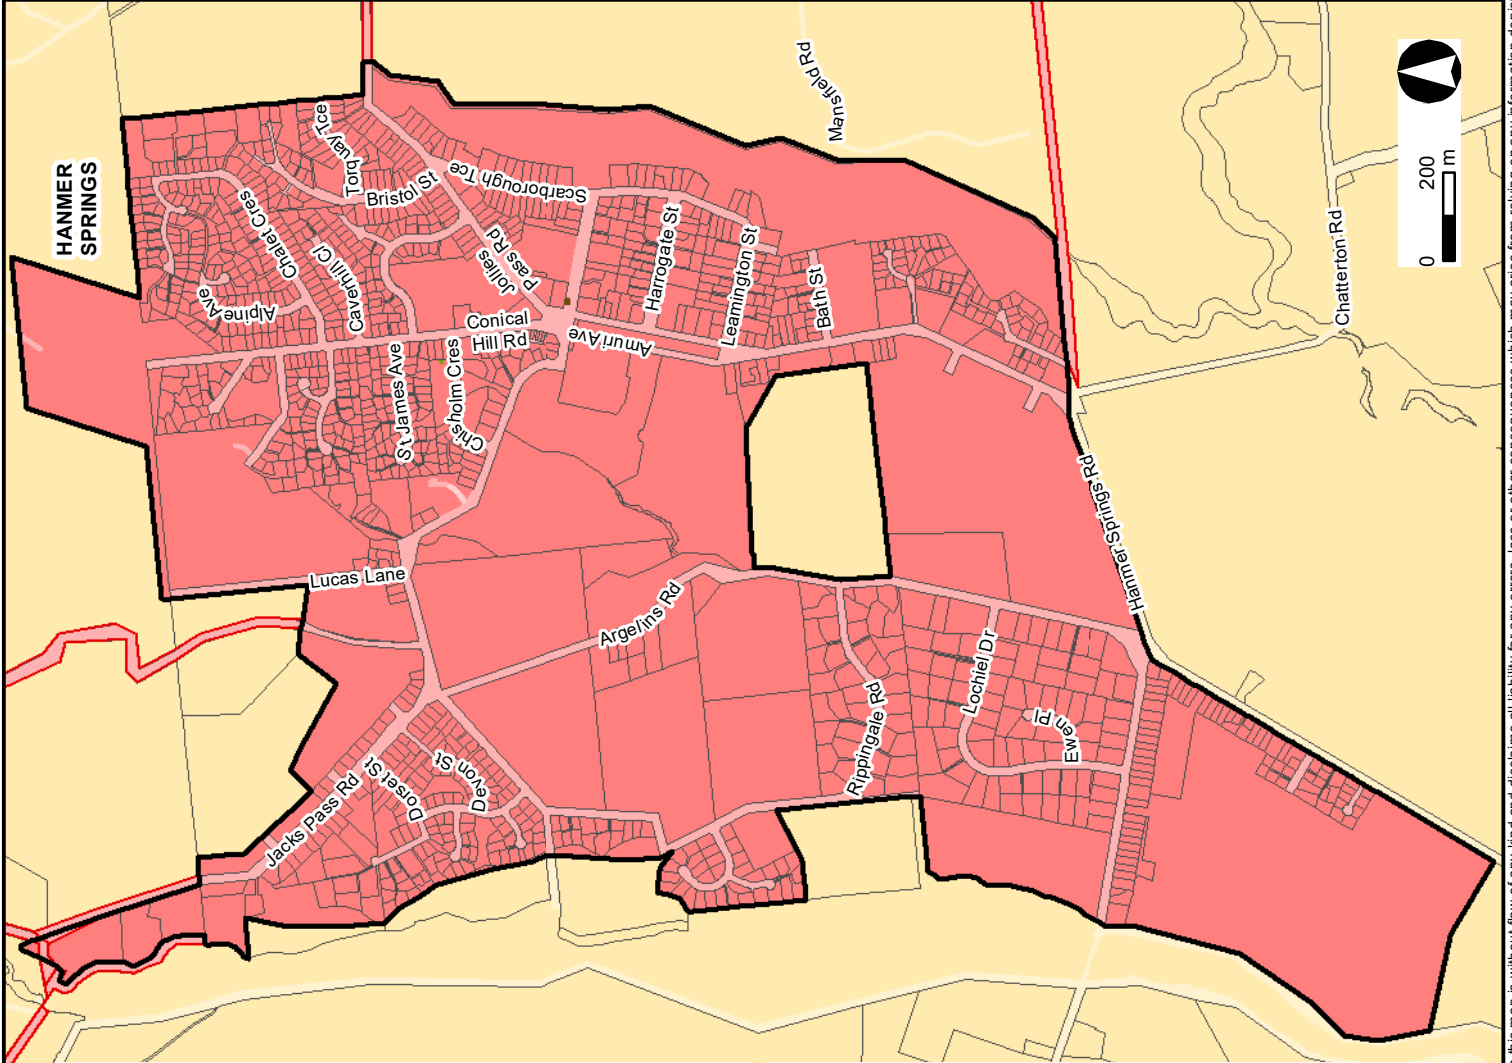 HANMER
SPRINGS
Torquay Tce
Bristol St
Scarborough Tce
Chalet Cres
Caverhill Cl
Alpine Ave
Jollies
Pass Rd
Conical
Hill Rd
Harrogate St
Leamington St
Bath St
Amuri Ave
St James Ave
Chisholm Cres
Mansfield Rd
Lucas Lane
Argelins Rd
Jacks Pass Rd
Dorset St
Devon St
Rippingale Rd
Lochiel Dr
Ewen Pl
Hanmer Springs Rd
Chatterton Rd
0 200
m